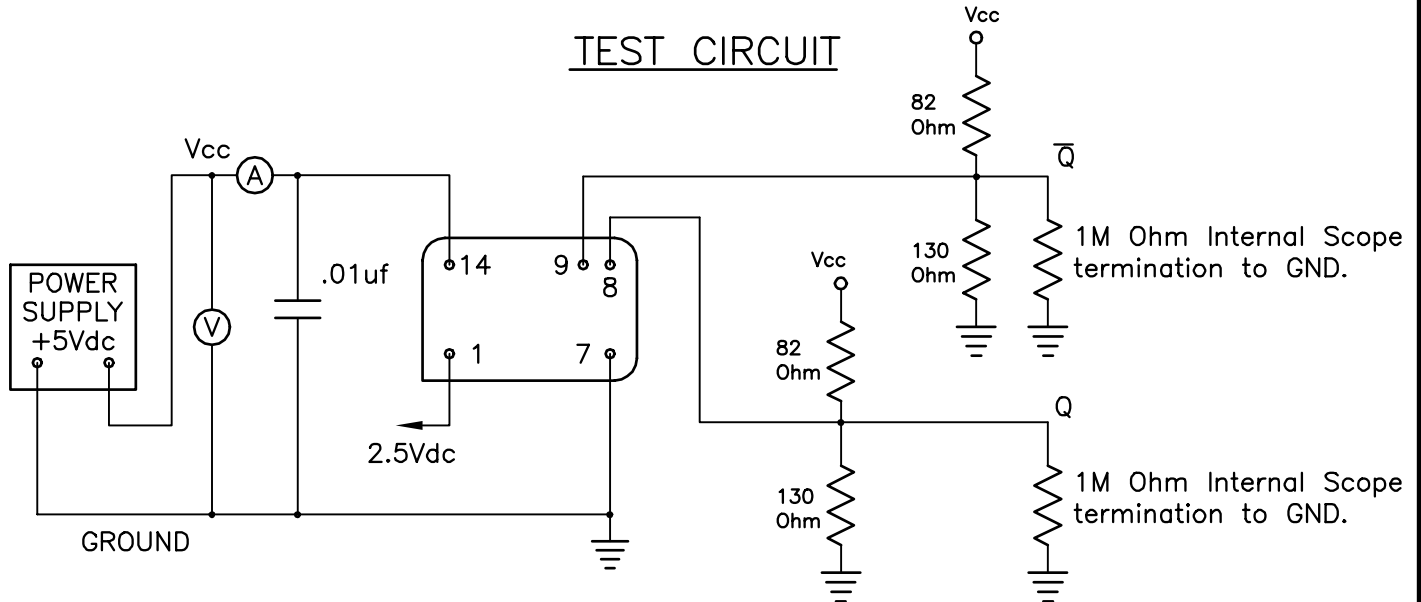 TEST CIRCUIT
Vcc
82
Ohm
Q
130
Ohm
1M Ohm Internal Scope
termination to GND.
Vcc
A
POWER
SUPPLY
+5Vdc
V
.01uf
14
9
8
1
7
2.5Vdc
GROUND
Vcc
82
Ohm
Q
130
Ohm
1M Ohm Internal Scope
termination to GND.